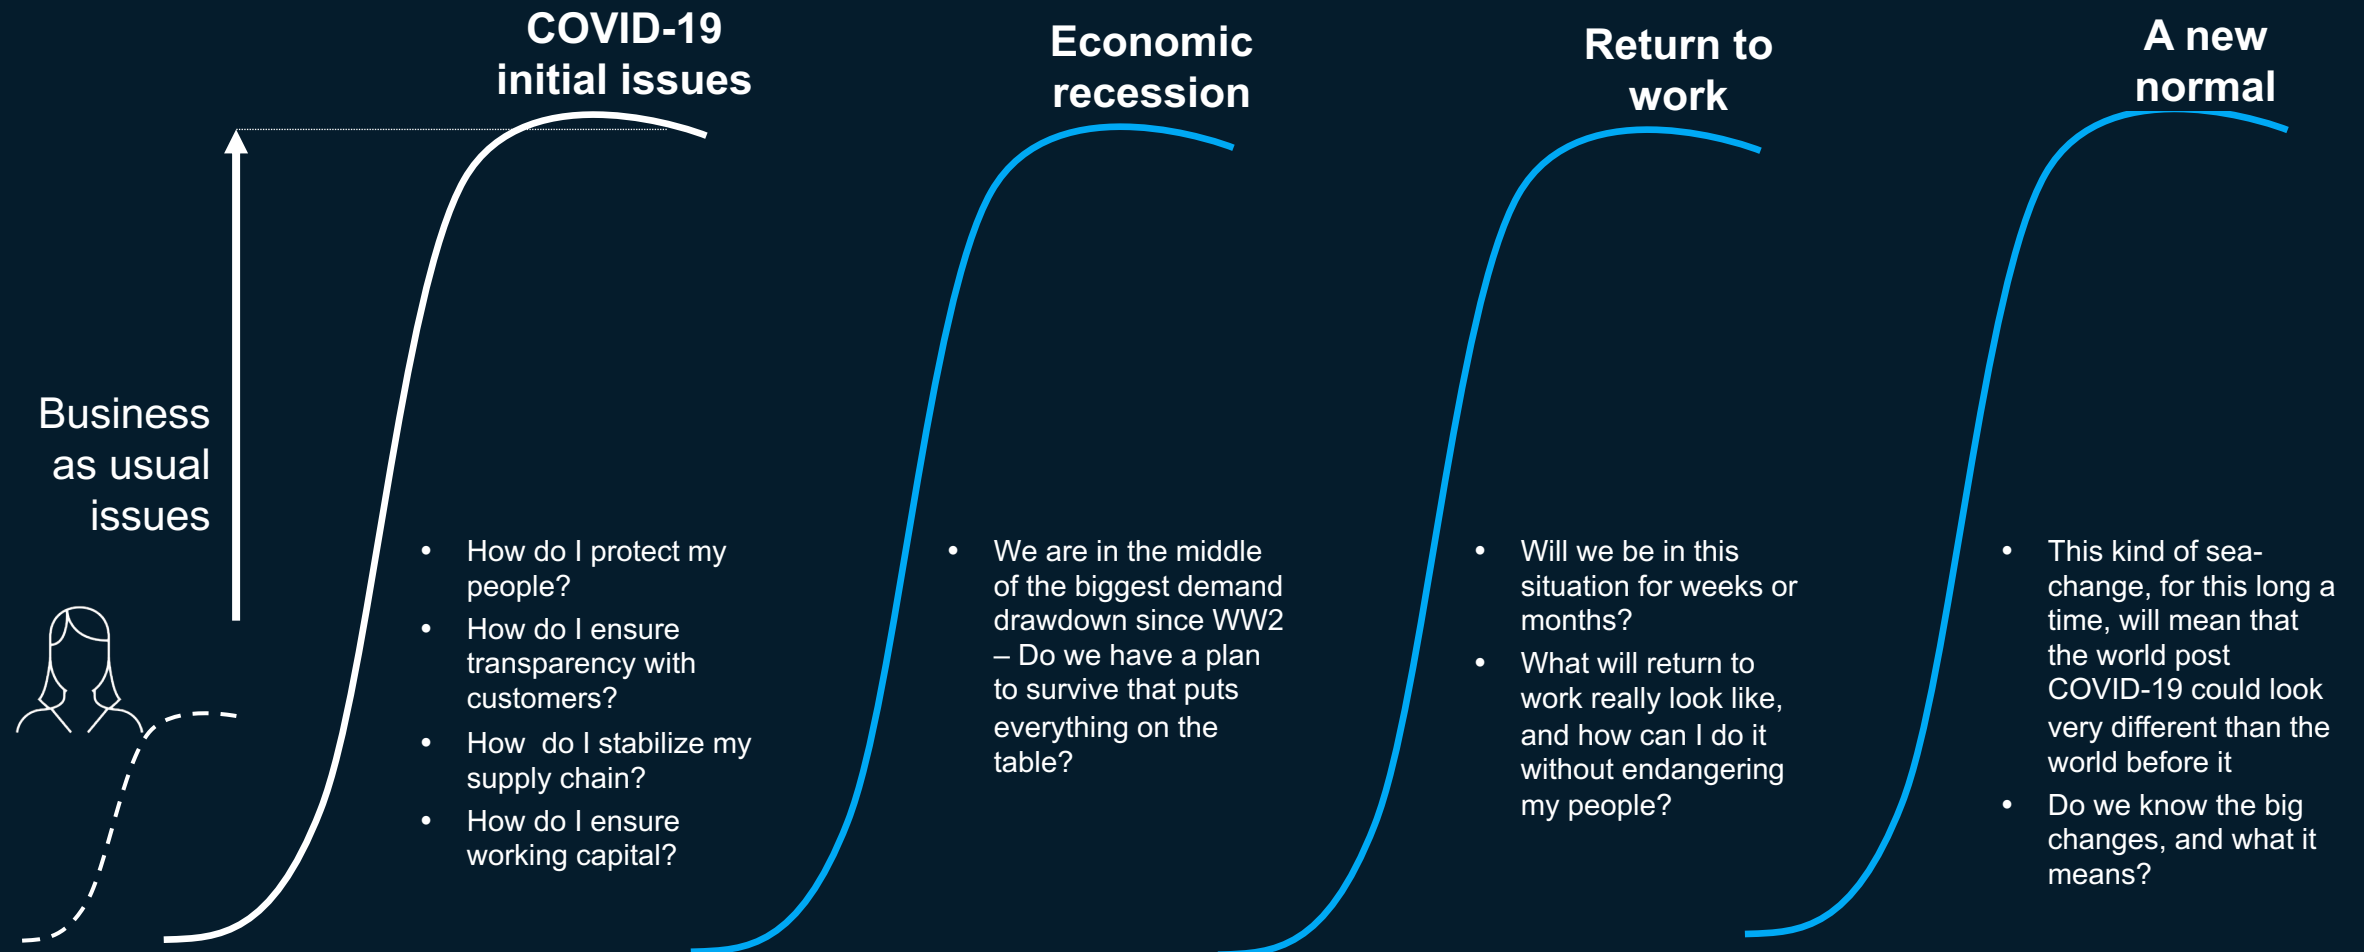 COVID-19
initial issues
Economic
recession
Return to
work
A new
normal
Business
as usual
issues
• How do I protect my
people?
• How do I ensure
transparency with
customers?
• How  do I stabilize my
supply chain?
• How do I ensure
working capital?
• We are in the middle
of the biggest demand
drawdown since WW2
– Do we have a plan
to survive that puts
everything on the
table?
• Will we be in this
situation for weeks or
months?
• What will return to
work really look like,
and how can I do it
without endangering
my people?
• This kind of sea-
change, for this long a
time, will mean that
the world post
COVID-19 could look
very different than the
world before it
• Do we know the big
changes, and what it
means?